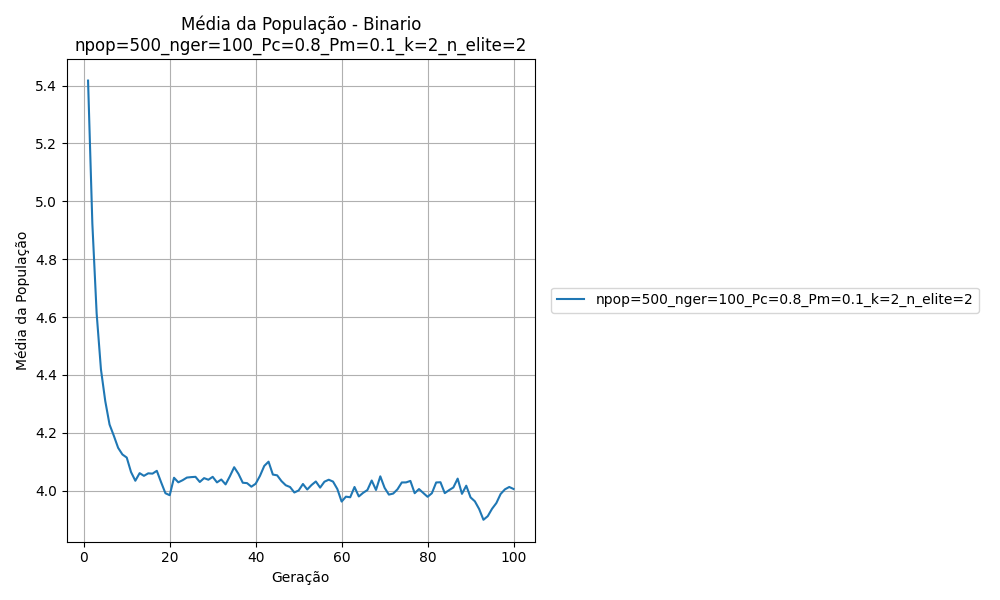 Média da População - Binario
npop=500_nger=100_Pc=0.8_Pm=0.1_k=2_n_elite=2
5.4
5.2
5.0
4.8
4.6
4.4
4.2
4.0
Média da População
0 20 40 60 80 100
Geração
npop=500_nger=100_Pc=0.8_Pm=0.1_k=2_n_elite=2